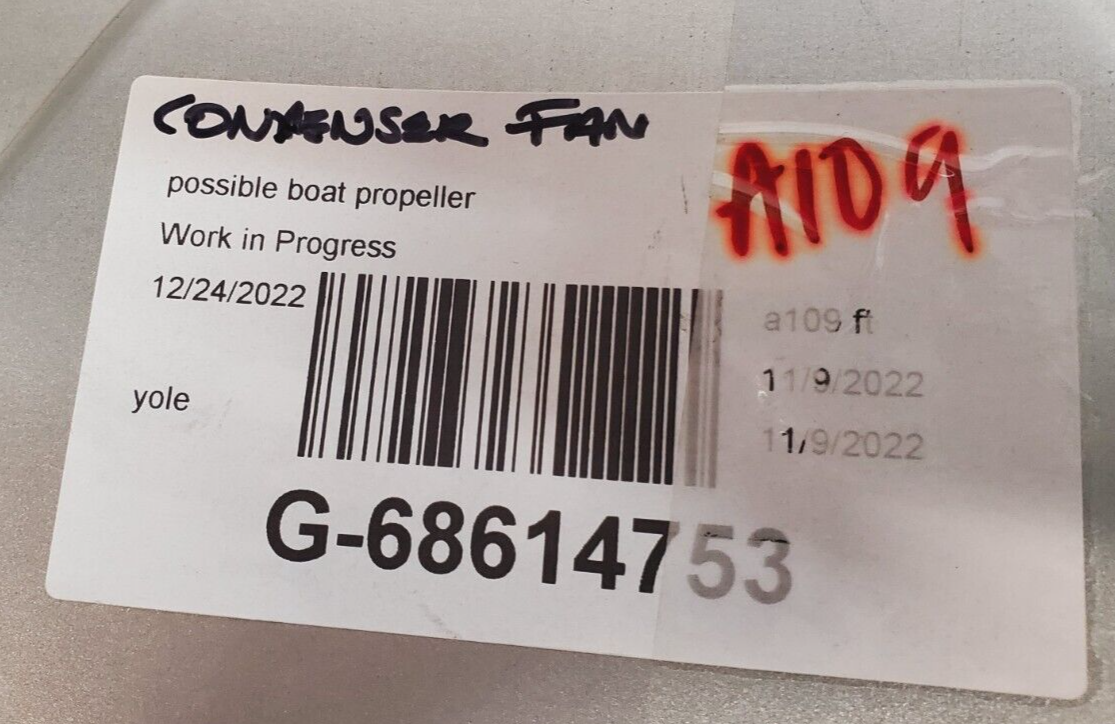 CONDENSER FAN
A109
possible boat propeller
Work in Progress
12/24/2022
a109 ft
11/9/2022
yole
11/9/2022
G-68614753